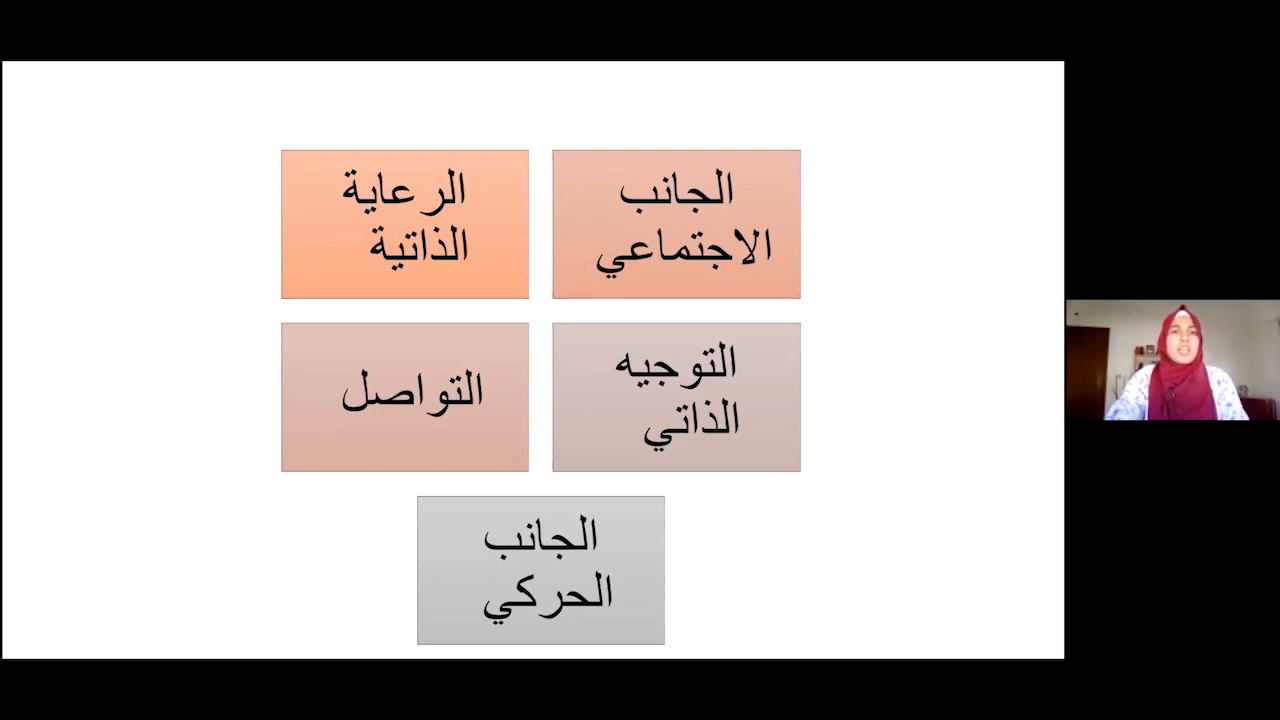 الجانب
الاجتماعي
الرعاية
الذاتية
التوجيه
الذاتي
التواصل
الجانب
الحركي